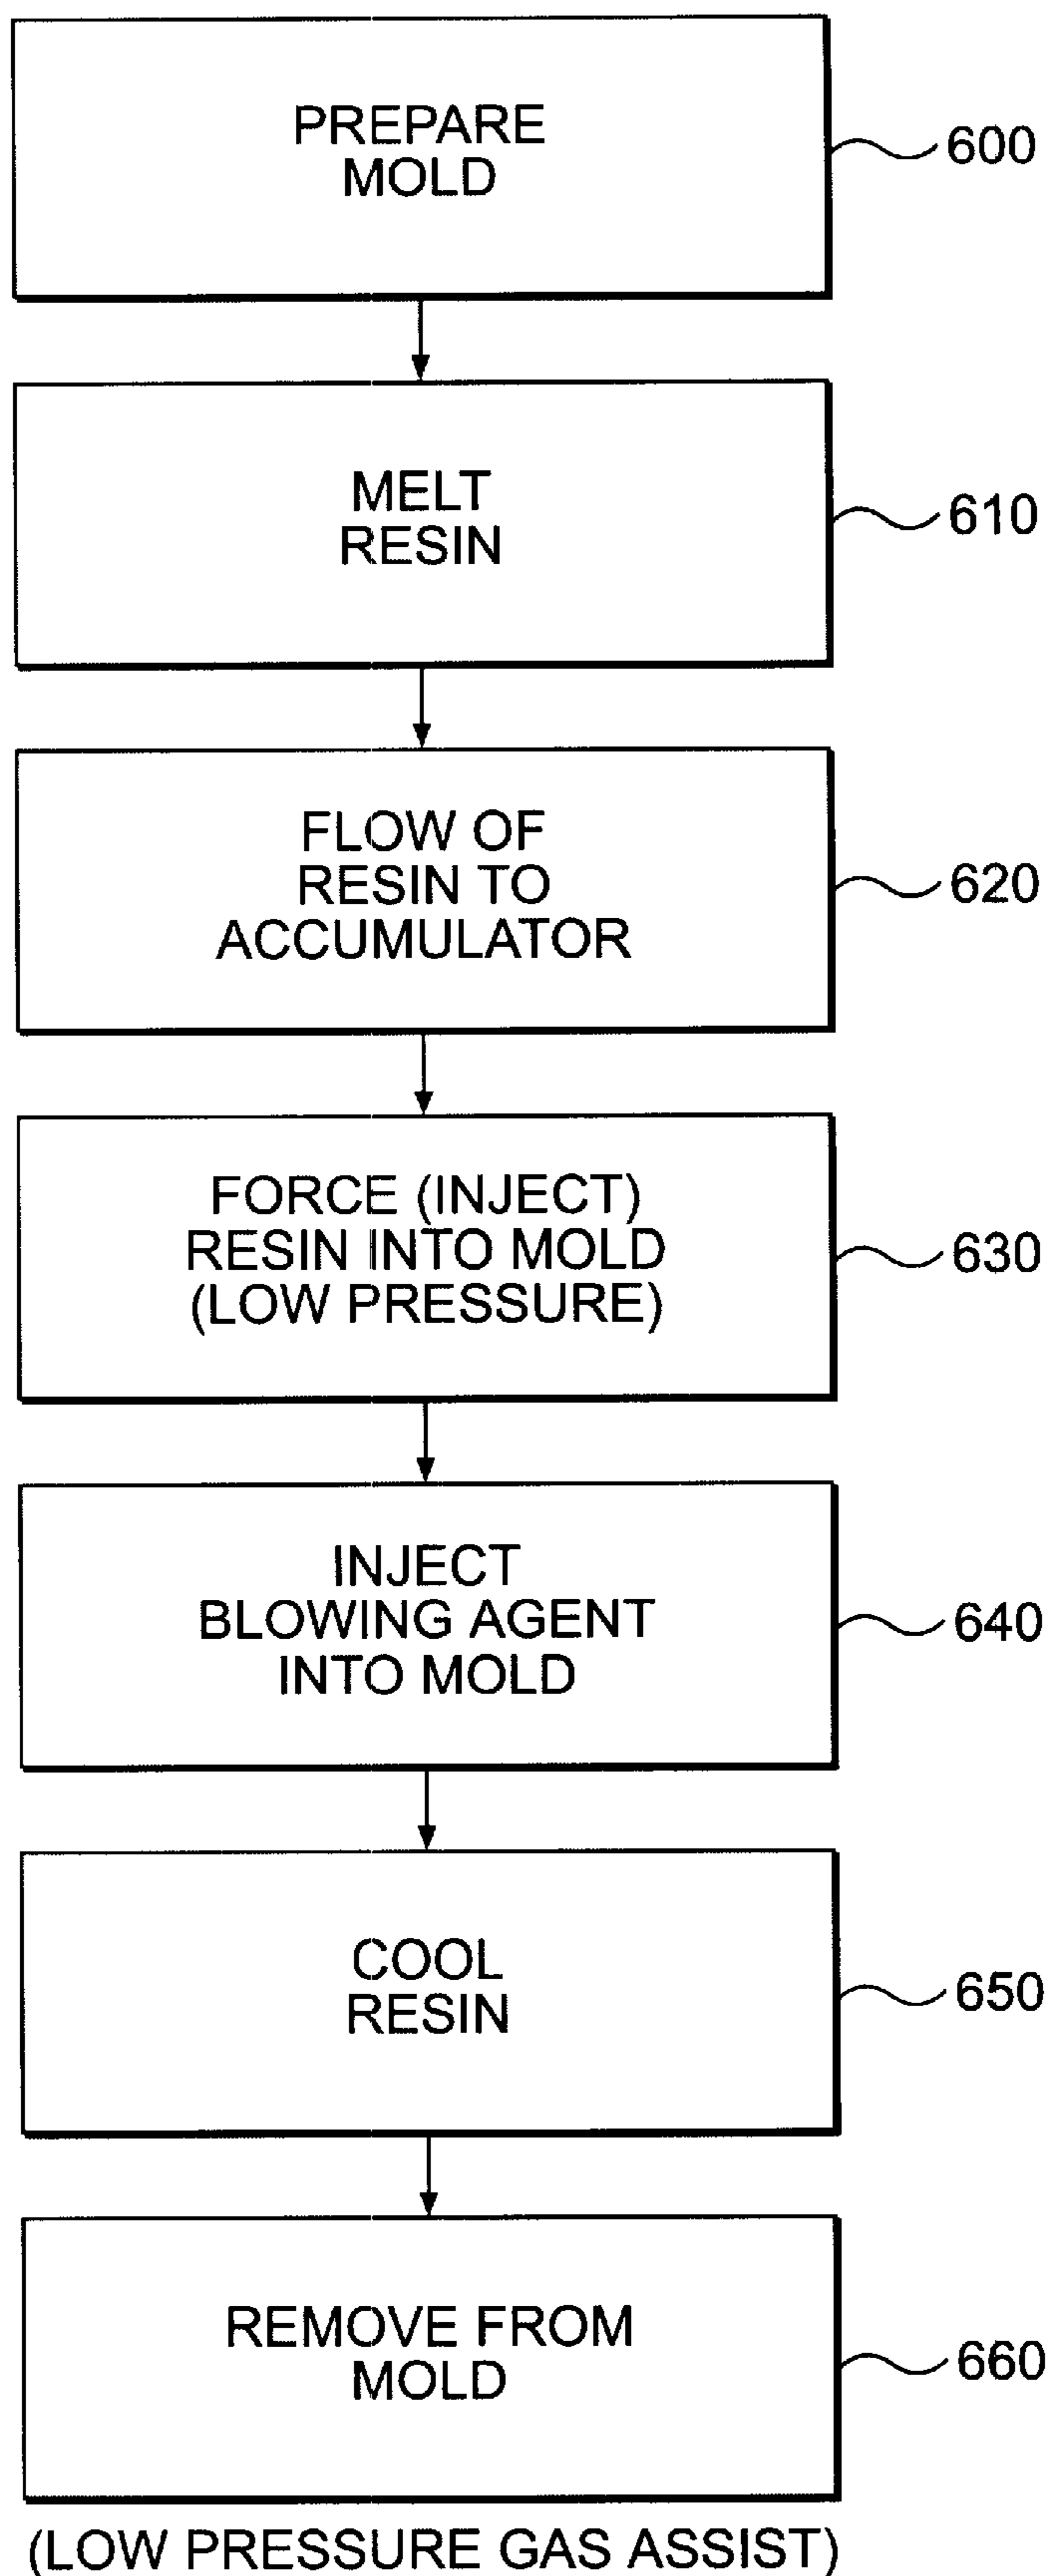 PREPARE
MOLD
600
MELT
RESIN
610
FLOW OF
RESIN TO
ACCUMULATOR
620
FORCE (INJECT)
RESIN INTO MOLD
(LOW PRESSURE)
630
INJECT
BLOWING AGENT
INTO MOLD
640
COOL
RESIN
650
REMOVE FROM
MOLD
660
(LOW PRESSURE GAS ASSIST)